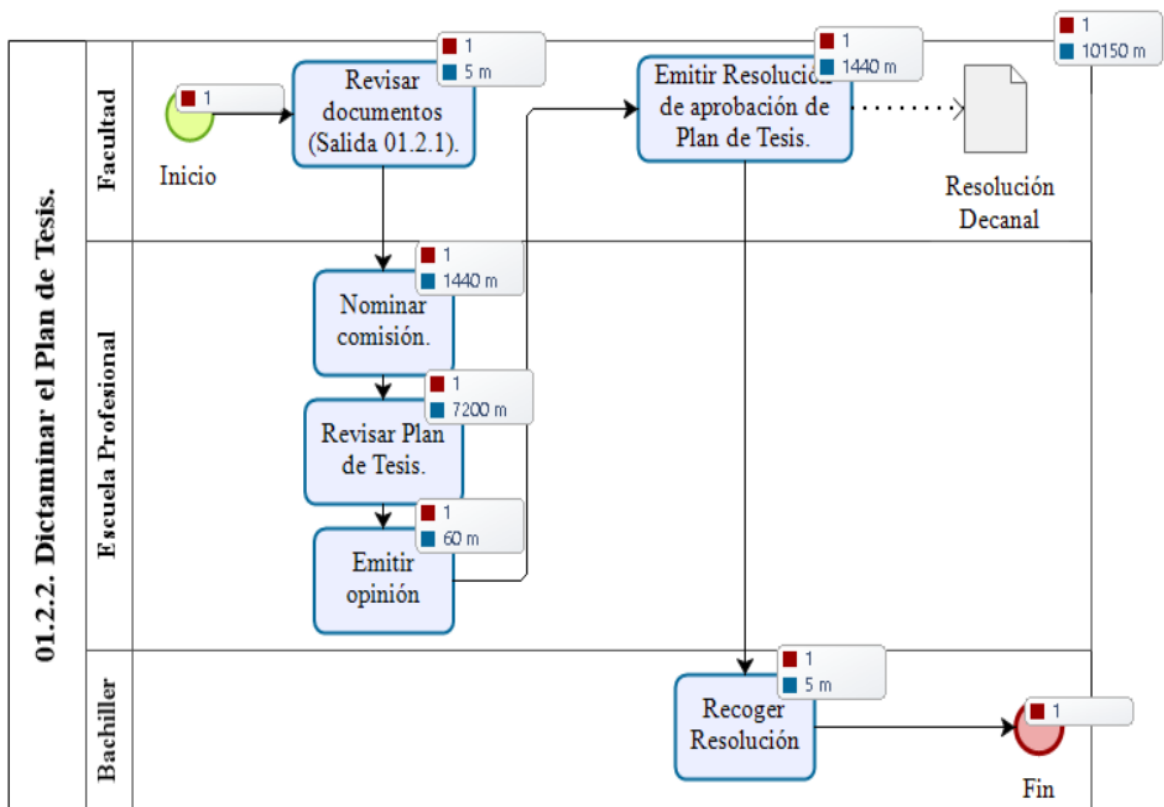 01.2.2. Dictaminar el Plan de Tesis.
Facultad
1
Inicio
1
5 m
Revisar
documentos
(Salida 01.2.1).
1
1440 m
Emitir Resolución
de aprobación de
Plan de Tesis.
1
10150 m
Resolución
Decanal
Escuela Profesional
1
1440 m
Nominar
comisión.
1
7200 m
Revisar Plan
de Tesis.
1
60 m
Emitir
opinión
Bachiller
1
5 m
Recoger
Resolución
1
Fin